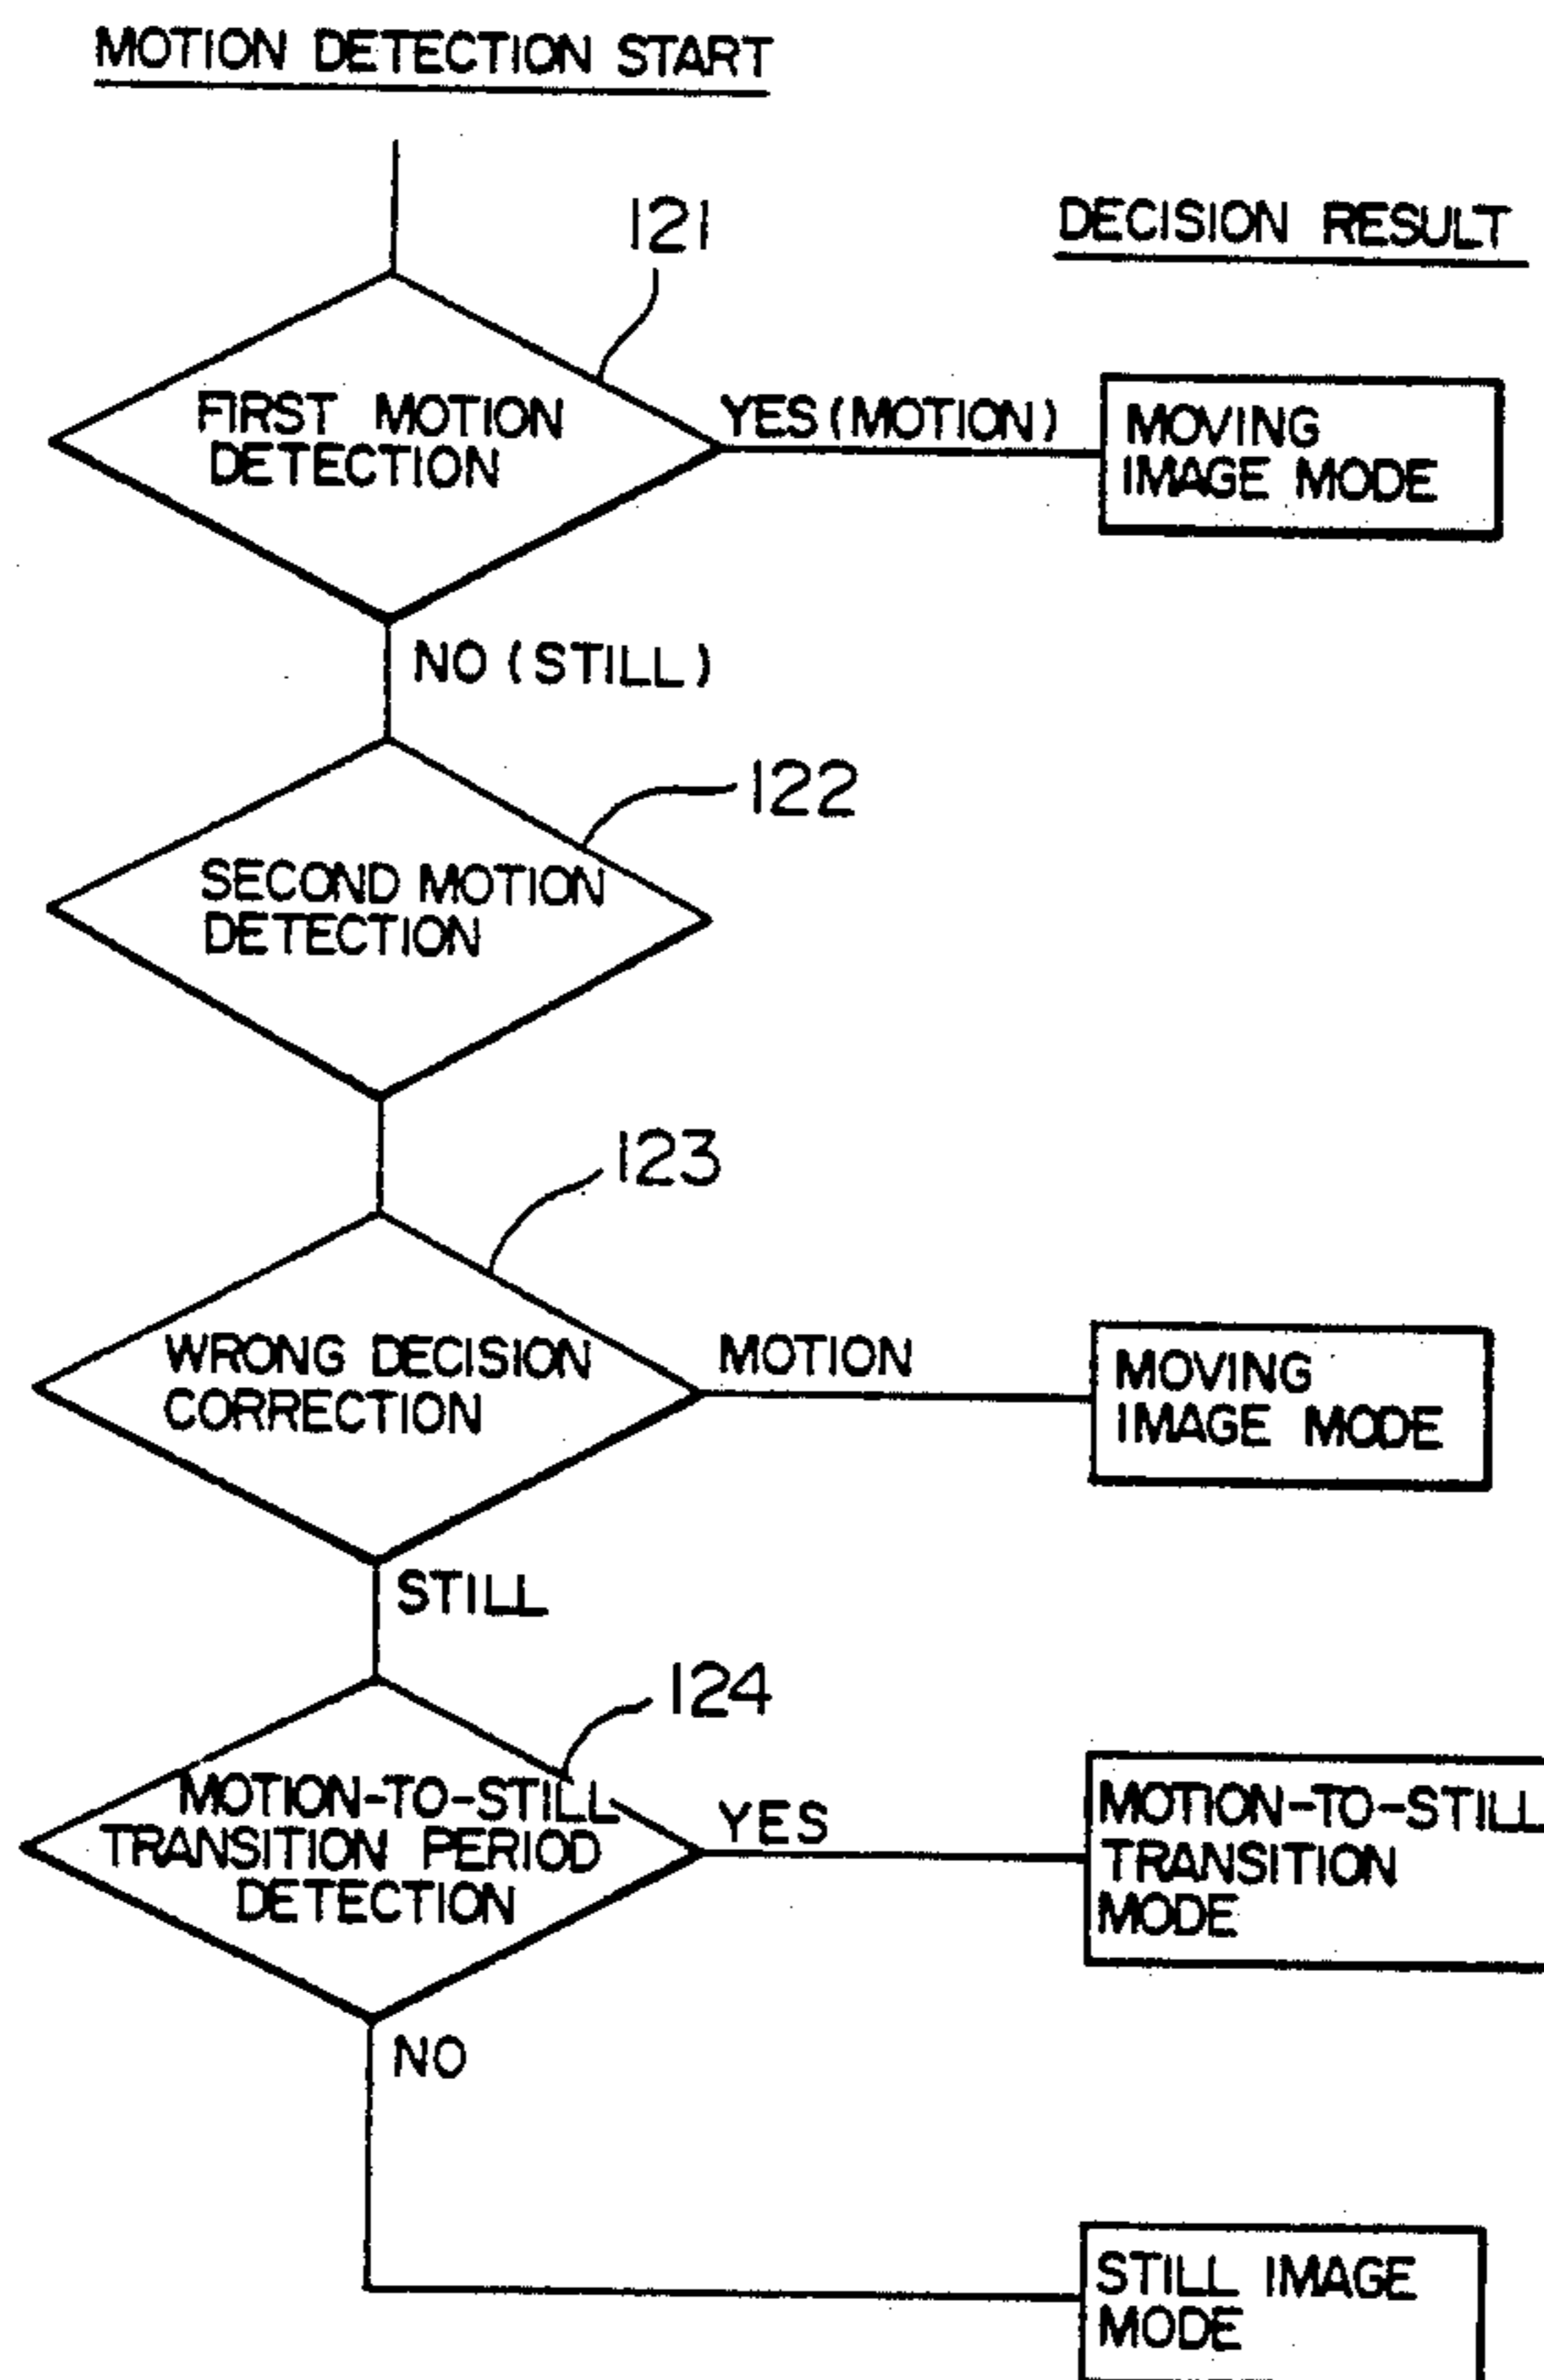 MOTION DETECTION START
121
DECISION RESULT
FIRST MOTION
DETECTION
YES (MOTION)
MOVING
IMAGE MODE
NO (STILL)
122
SECOND MOTION
DETECTION
123
WRONG DECISION
CORRECTION
MOTION
MOVING
IMAGE MODE
STILL
124
MOTION-TO-STILL
TRANSITION PERIOD
DETECTION
YES
MOTION-TO-STILL
TRANSITION
MODE
NO
STILL IMAGE
MODE